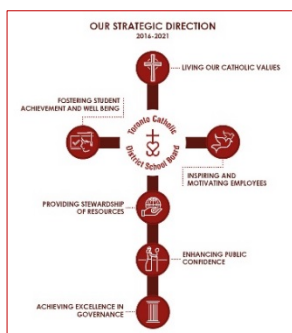 OUR STRATEGIC DIRECTION
2016-2021
LIVING OUR CATHOLIC VALUES
FOSTERING STUDENT
ACHIEVEMENT AND WELL BEING
Toronto Catholic
District School Board
INSPIRING AND
MOTIVATING EMPLOYEES
PROVIDING STEWARDSHIP
OF RESOURCES
ENHANCING PUBLIC
CONFIDENCE
ACHIEVING EXCELLENCE IN
GOVERNANCE